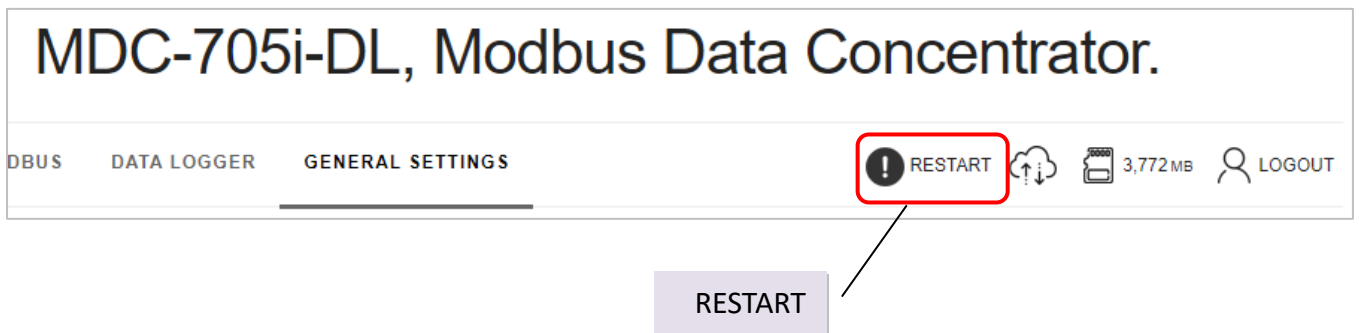 MDC-705i-DL, Modbus Data Concentrator.
DBUS DATA LOGGER GENERAL SETTINGS ! RESTART 3,772 MB LOGOUT
RESTART